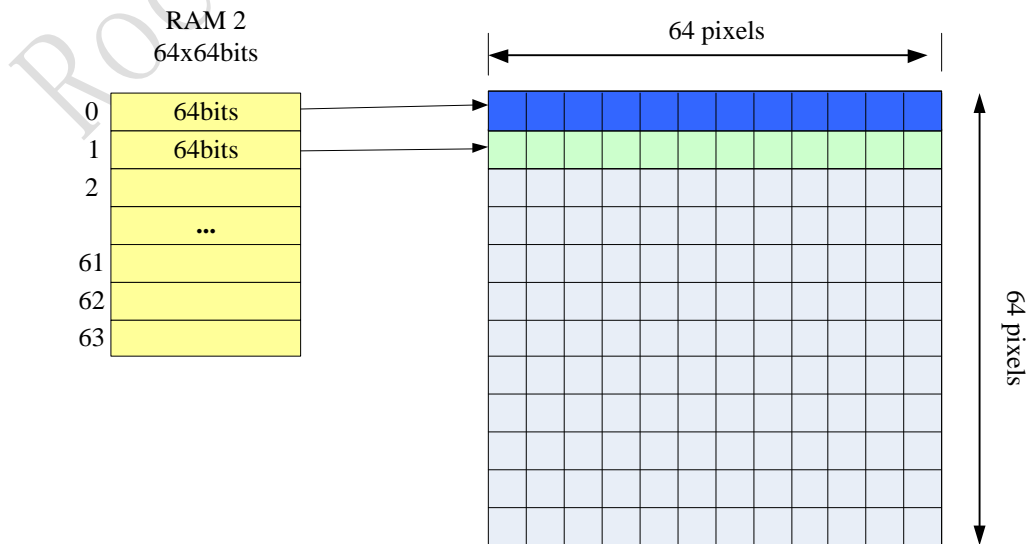 RAM 2
64x64bits
64 pixels
0 64bits
1 64bits
2
...
61
62
63
64 pixels